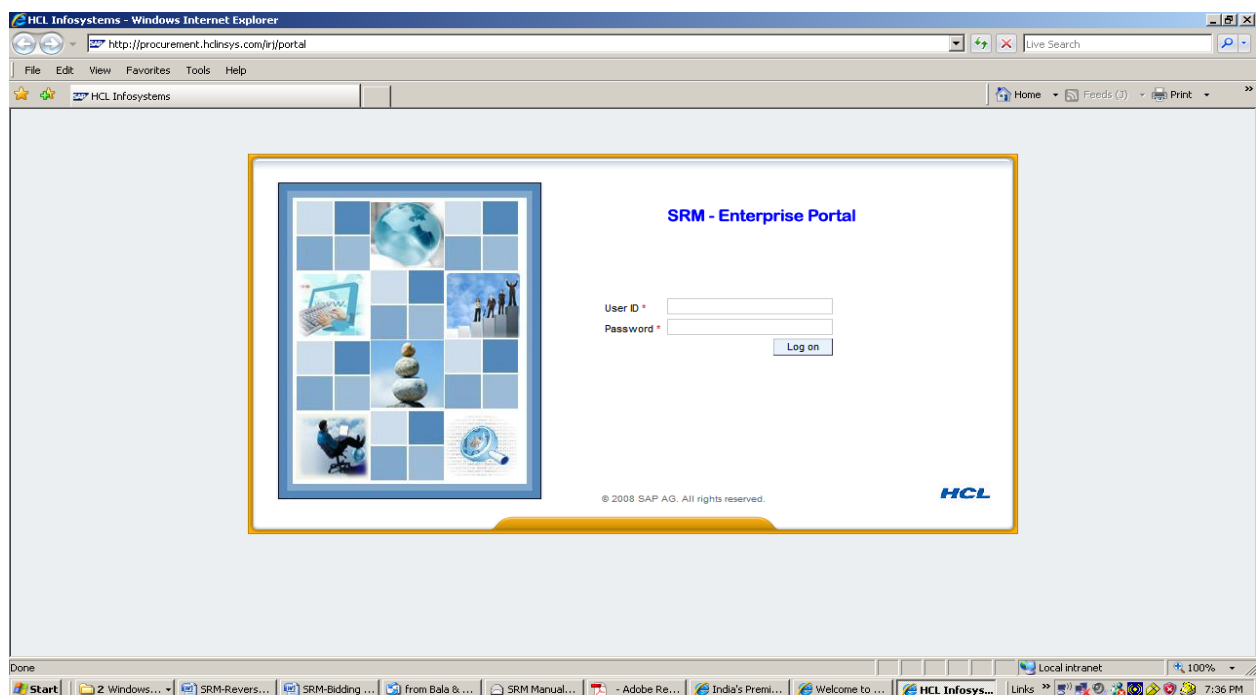 HCL Infosystems - Windows Internet Explorer
http://procurement.hclinsys.com/irj/portal
Live Search
File Edit View Favorites Tools Help
HCL Infosystems
Home Feeds (J) Print »
SRM - Enterprise Portal
User ID *
Password *
Log on
© 2008 SAP AG. All rights reserved.
HCL
Done
Local intranet
100%
Start 2 Windows... SRM-Revers... SRM-Bidding ... from Bala & ... SRM Manual... - Adobe Re... India's Premi... Welcome to ... HCL Infosys... Links » 7:36 PM